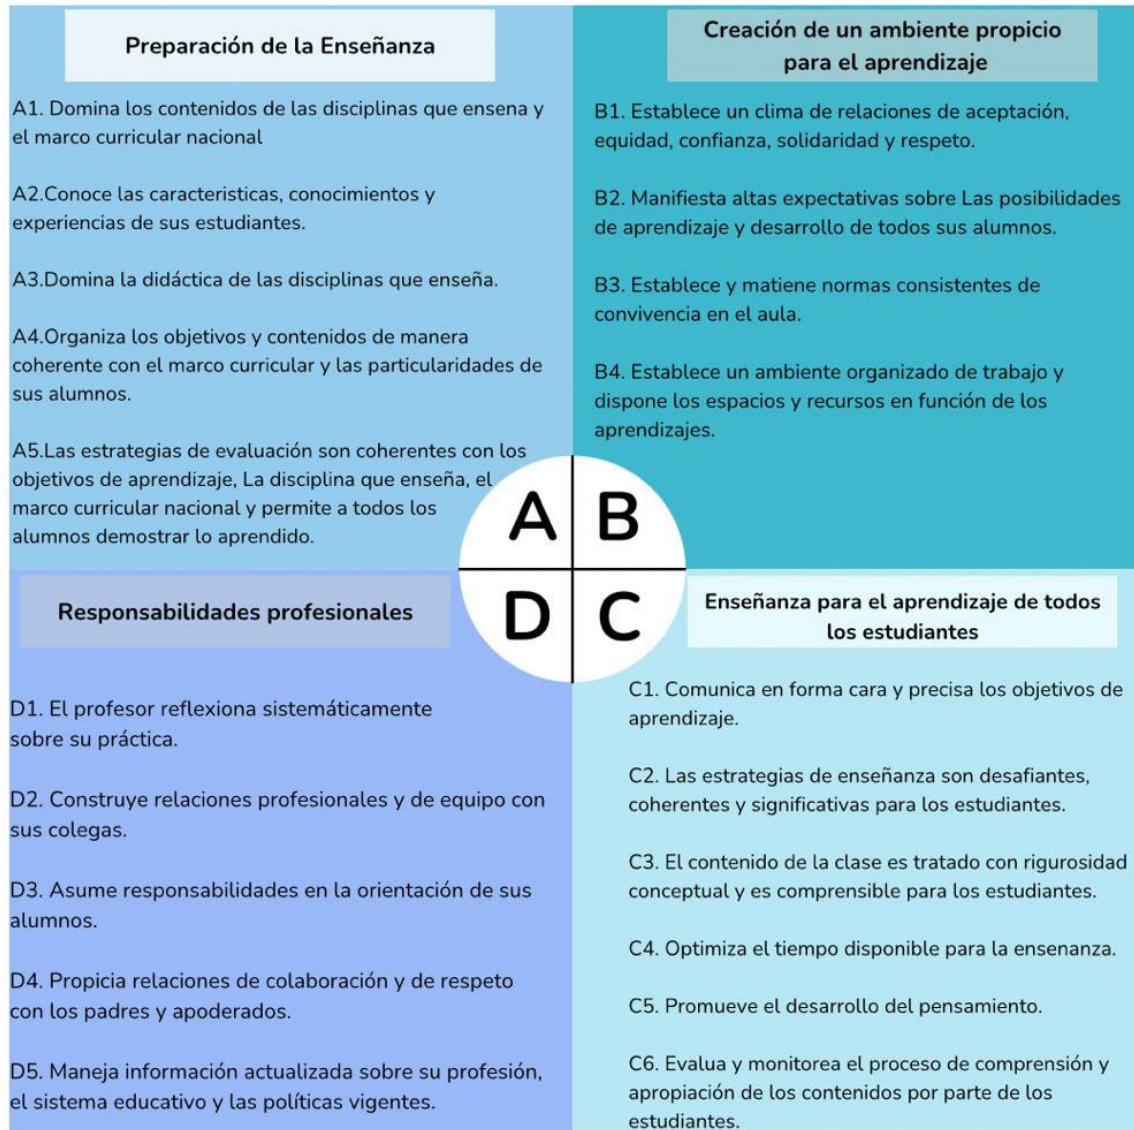 Preparación de la Enseñanza
A1. Domina los contenidos de las disciplinas que ensena y
el marco curricular nacional
A2.Conoce las caracteristicas, conocimientos y
experiencias de sus estudiantes.
A3.Domina la didáctica de las disciplinas que enseña.
A4.Organiza los objetivos y contenidos de manera
coherente con el marco curricular y las particularidades de
sus alumnos.
A5.Las estrategias de evaluación son coherentes con los
objetivos de aprendizaje, La disciplina que enseña, el
marco curricular nacional y permite a todos los
alumnos demostrar lo aprendido.
Creación de un ambiente propicio
para el aprendizaje
B1. Establece un clima de relaciones de aceptación,
equidad, confianza, solidaridad y respeto.
B2. Manifiesta altas expectativas sobre Las posibilidades
de aprendizaje y desarrollo de todos sus alumnos.
B3. Establece y matiene normas consistentes de
convivencia en el aula.
B4. Establece un ambiente organizado de trabajo y
dispone los espacios y recursos en función de los
aprendizajes.
A B
D C
Responsabilidades profesionales
D1. El profesor reflexiona sistemáticamente
sobre su práctica.
D2. Construye relaciones profesionales y de equipo con
sus colegas.
D3. Asume responsabilidades en la orientación de sus
alumnos.
D4. Propicia relaciones de colaboración y de respeto
con los padres y apoderados.
D5. Maneja información actualizada sobre su profesión,
el sistema educativo y las políticas vigentes.
Enseñanza para el aprendizaje de todos
los estudiantes
C1. Comunica en forma cara y precisa los objetivos de
aprendizaje.
C2. Las estrategias de enseñanza son desafiantes,
coherentes y significativas para los estudiantes.
C3. El contenido de la clase es tratado con rigurosidad
conceptual y es comprensible para los estudiantes.
C4. Optimiza el tiempo disponible para la ensenanza.
C5. Promueve el desarrollo del pensamiento.
C6. Evalua y monitorea el proceso de comprensión y
apropiación de los contenidos por parte de los
estudiantes.